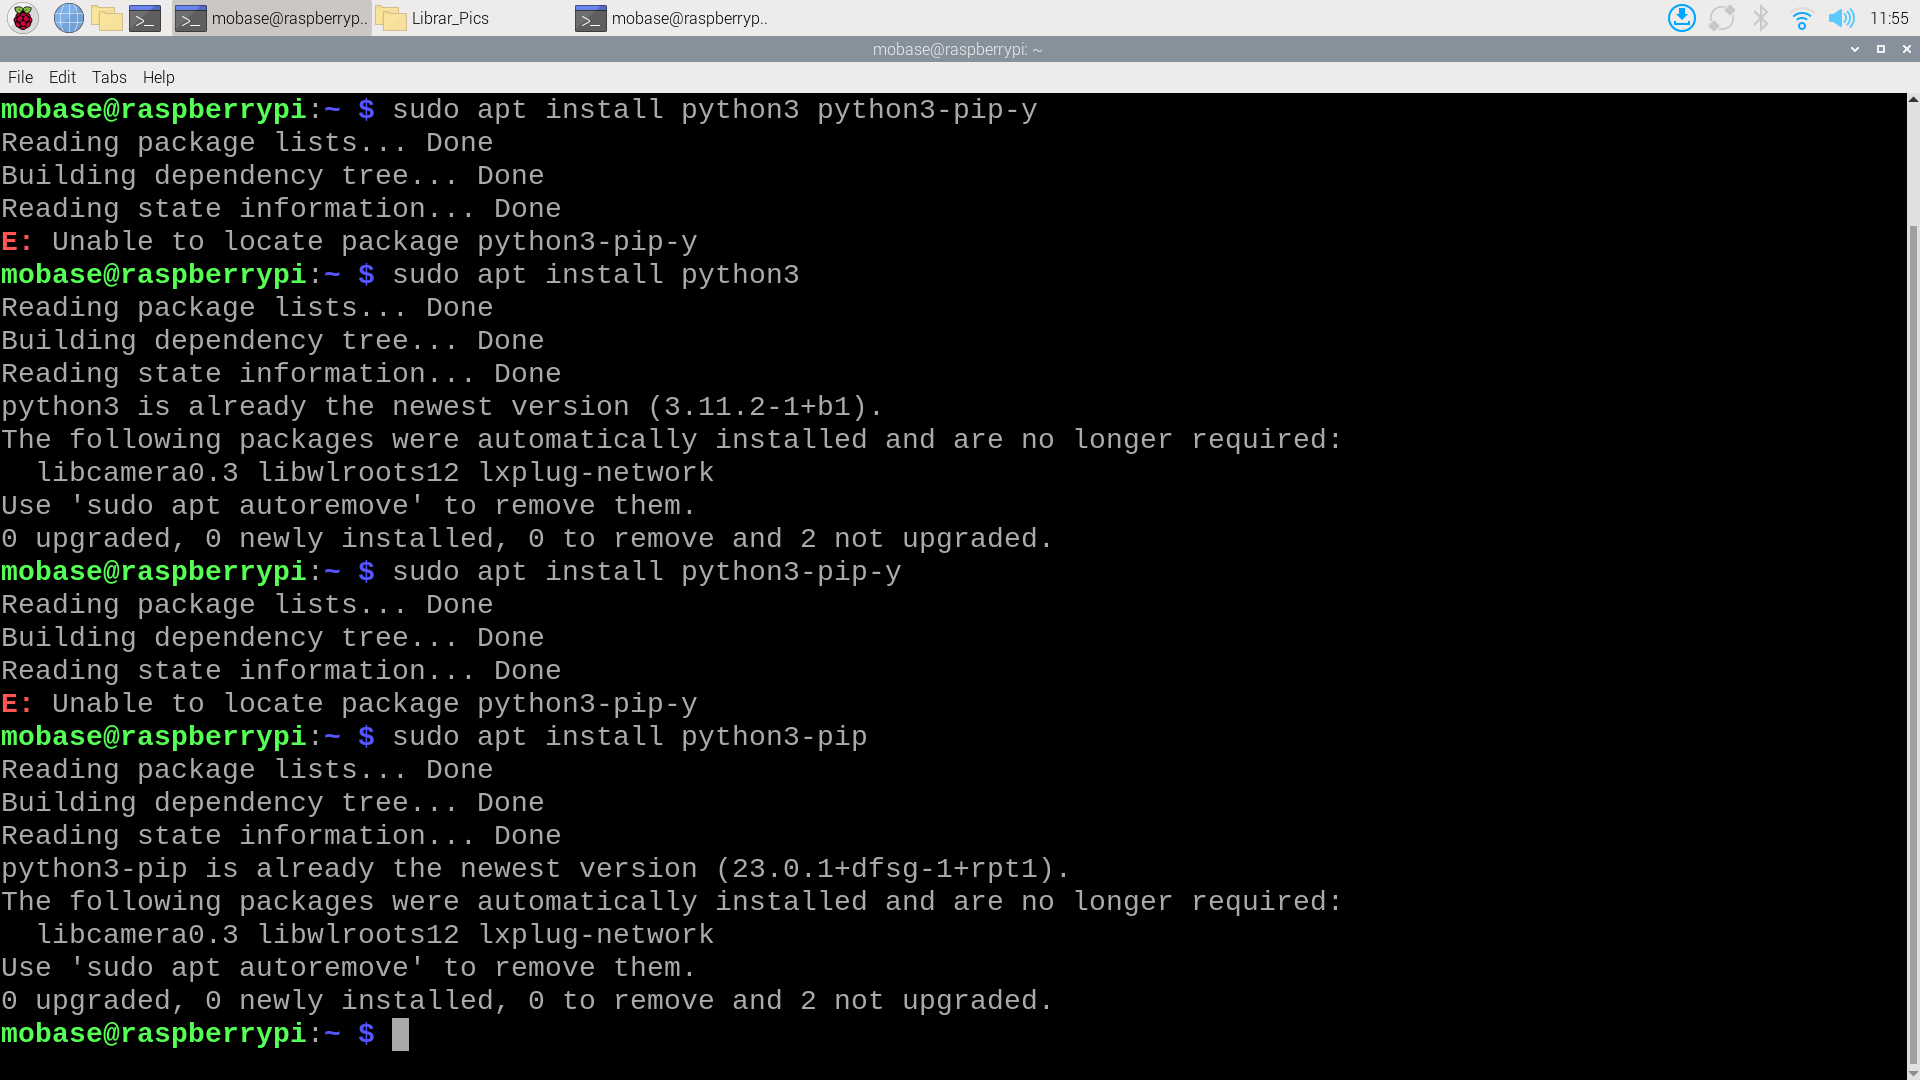 mobase@raspberryp..
Librar_Pics
mobase@raspberryp..
11:55
mobase@raspberrypi: ~
File Edit Tabs Help
mobase@raspberrypi:~ $ sudo apt install python3 python3-pip-y
Reading package lists... Done
Building dependency tree... Done
Reading state information... Done
E: Unable to locate package python3-pip-y
mobase@raspberrypi:~ $ sudo apt install python3
Reading package lists... Done
Building dependency tree... Done
Reading state information... Done
python3 is already the newest version (3.11.2-1+b1).
The following packages were automatically installed and are no longer required:
  libcamera0.3 libwlroots12 lxplug-network
Use 'sudo apt autoremove' to remove them.
0 upgraded, 0 newly installed, 0 to remove and 2 not upgraded.
mobase@raspberrypi:~ $ sudo apt install python3-pip-y
Reading package lists... Done
Building dependency tree... Done
Reading state information... Done
E: Unable to locate package python3-pip-y
mobase@raspberrypi:~ $ sudo apt install python3-pip
Reading package lists... Done
Building dependency tree... Done
Reading state information... Done
python3-pip is already the newest version (23.0.1+dfsg-1+rpt1).
The following packages were automatically installed and are no longer required:
  libcamera0.3 libwlroots12 lxplug-network
Use 'sudo apt autoremove' to remove them.
0 upgraded, 0 newly installed, 0 to remove and 2 not upgraded.
mobase@raspberrypi:~ $